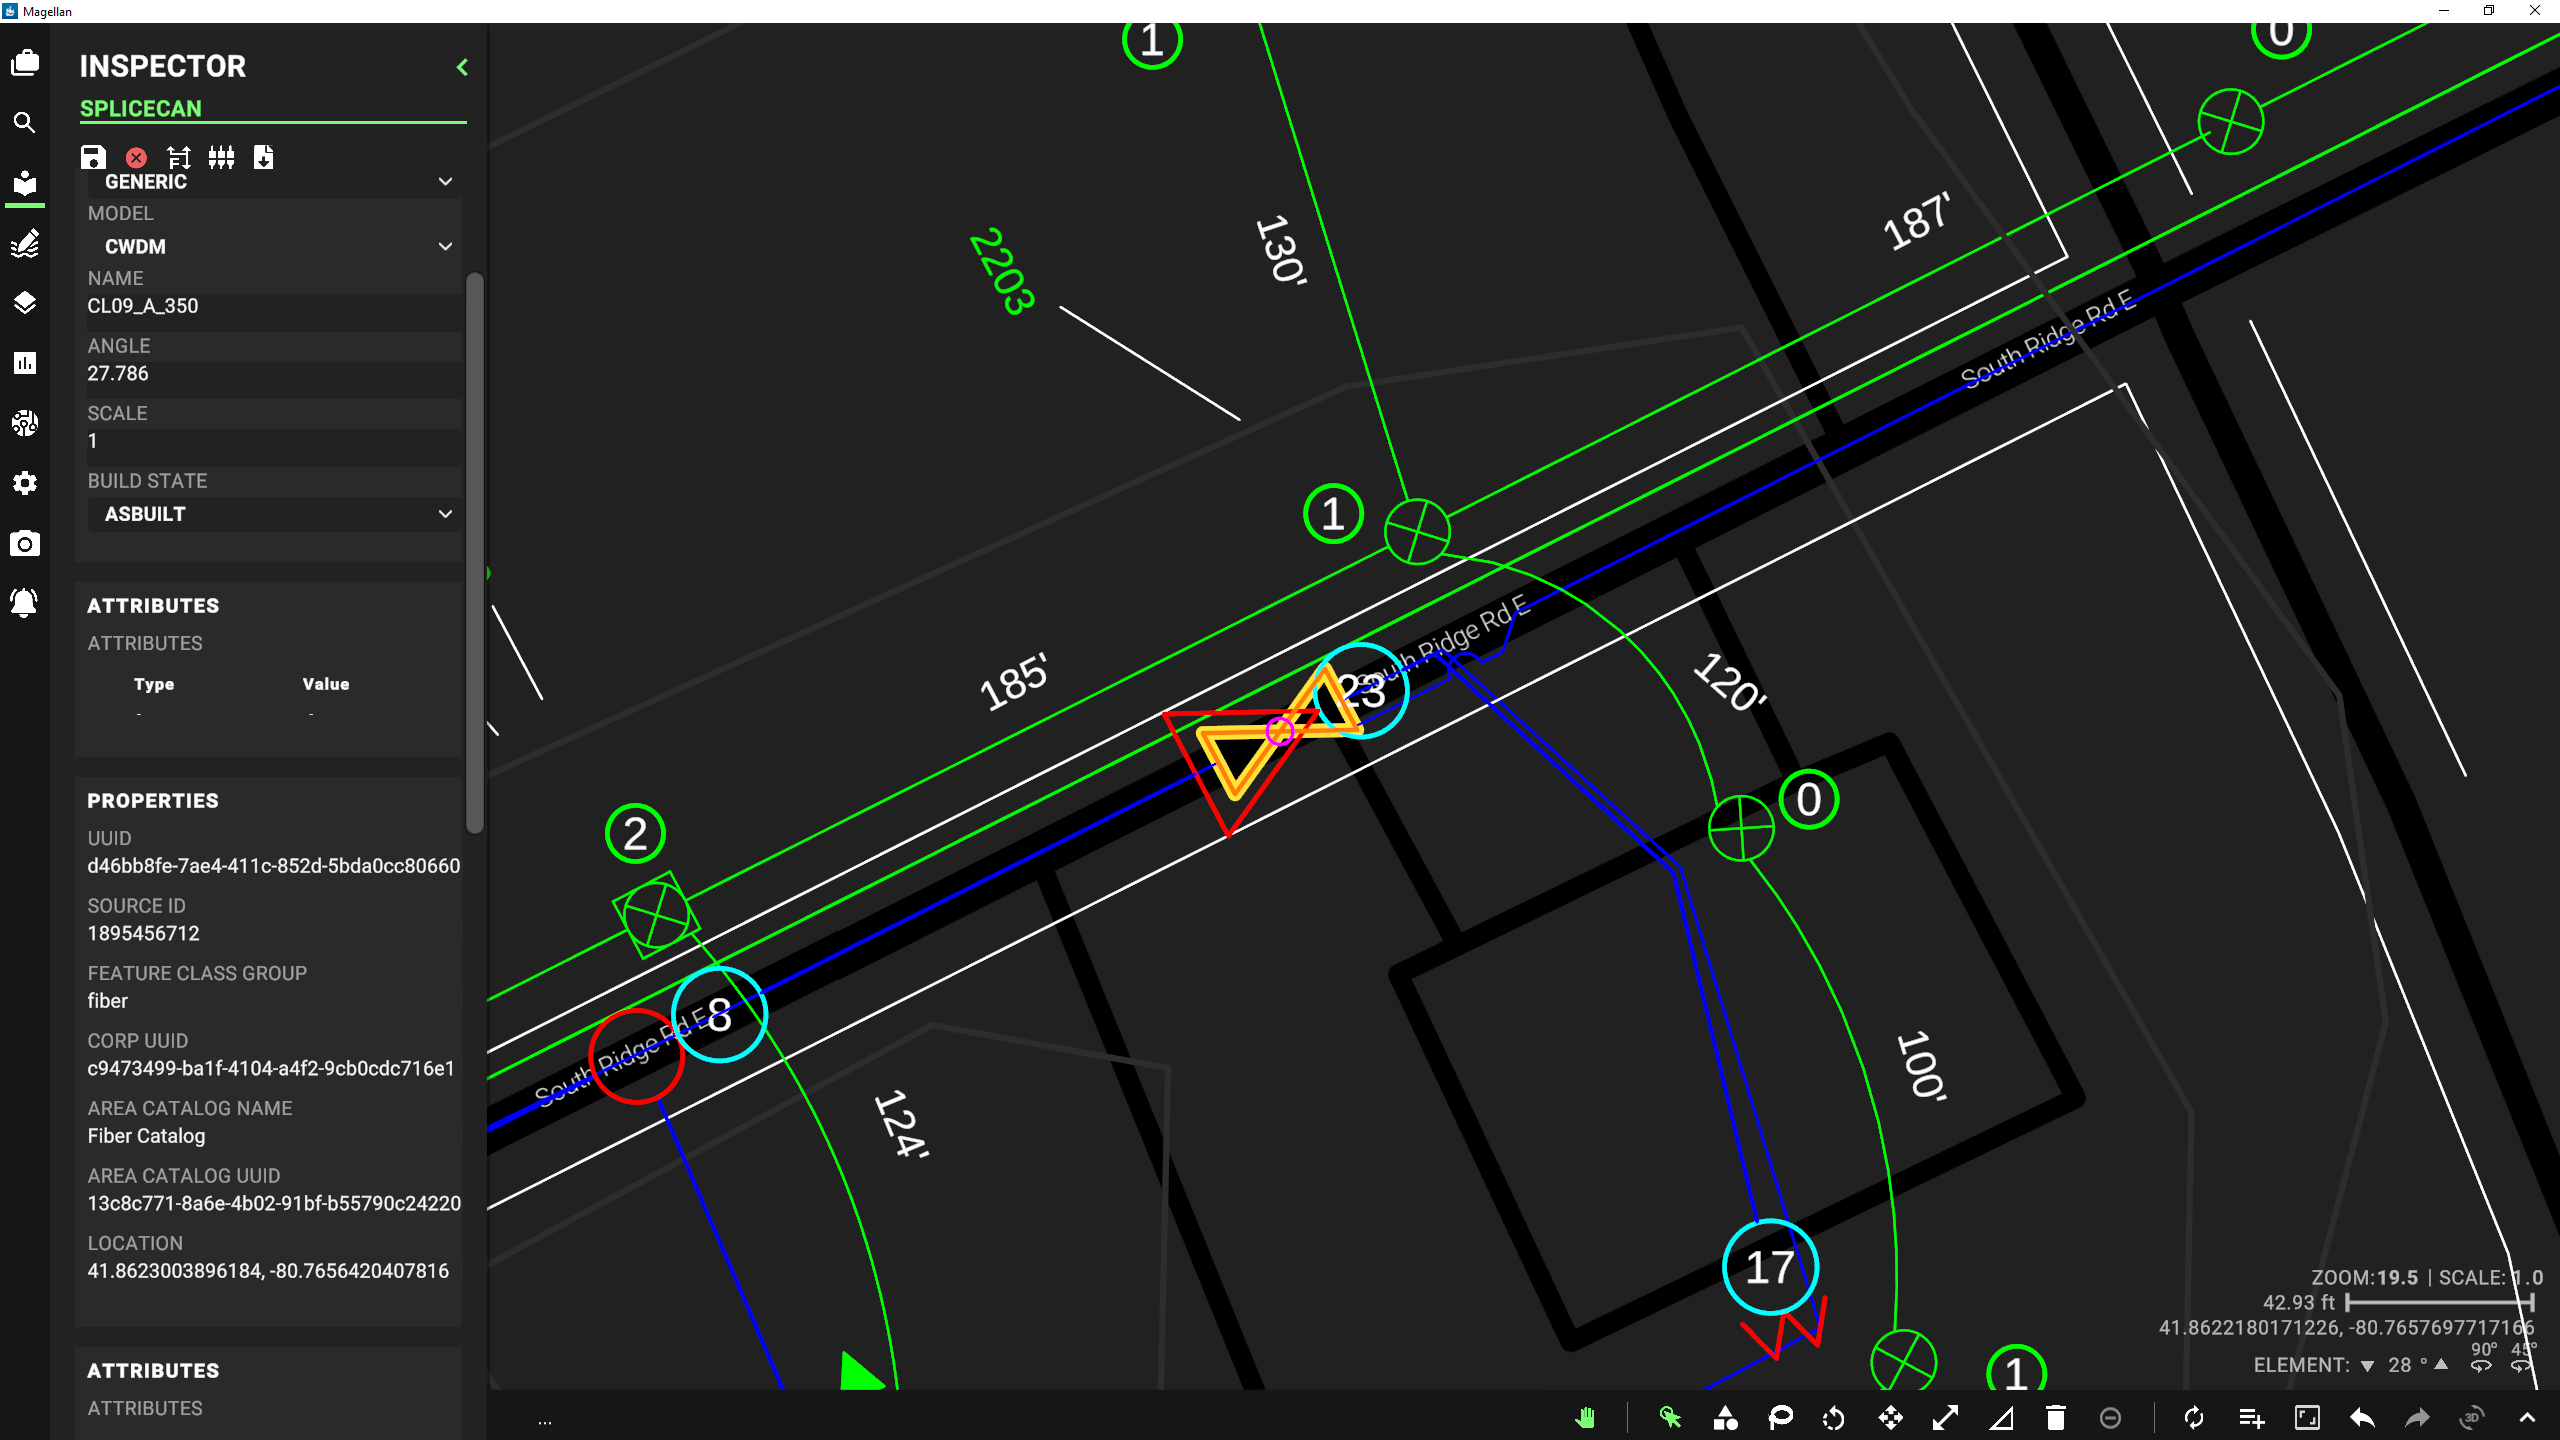 Magellan
INSPECTOR
SPLICECAN
GENERIC
MODEL
CWDM
NAME
CL09_A_350
ANGLE
27.786
SCALE
1
BUILD STATE
ASBUILT
ATTRIBUTES
ATTRIBUTES
Type Value
- -
PROPERTIES
UUID
d46bb8fe-7ae4-411c-852d-5bda0cc80660
SOURCE ID
1895456712
FEATURE CLASS GROUP
fiber
CORP UUID
c9473499-ba1f-4104-a4f2-9cb0cdc716e1
AREA CATALOG NAME
Fiber Catalog
AREA CATALOG UUID
13c8c771-8a6e-4b02-91bf-b55790c24220
LOCATION
41.8623003896184, -80.7656420407816
ATTRIBUTES
ATTRIBUTES
1
0
130'
187'
2203
South Ridge Rd E
1
185'
South Ridge Rd E
23
120'
2
0
8
South Ridge Rd E
124'
100'
17
1
ZOOM:19.5 | SCALE: 1.0
42.93 ft
41.8622180171226, -80.7657697717166
90° 45°
ELEMENT: 28 °
...
3D